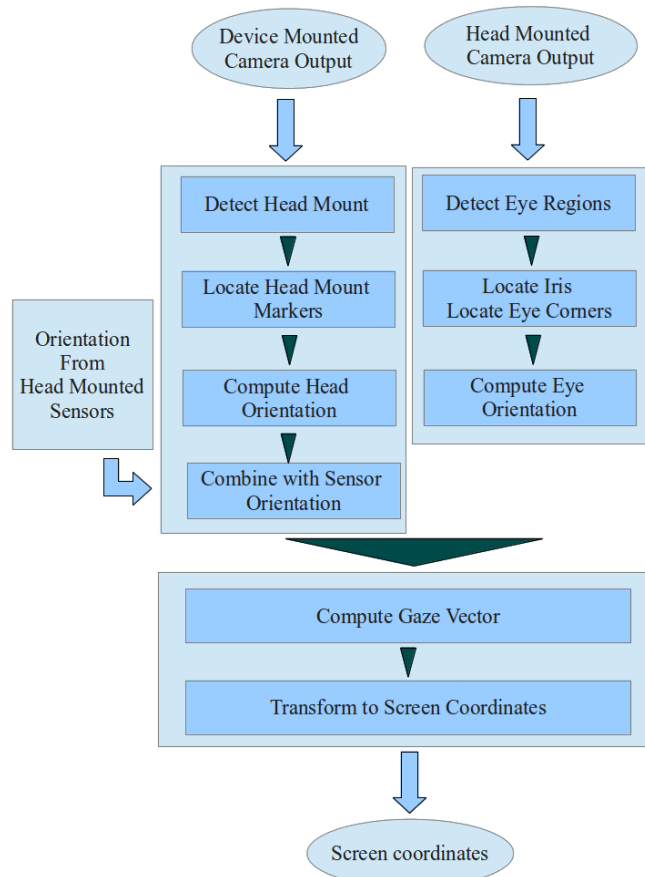 Device Mounted
Camera Output
Head Mounted
Camera Output
Detect Head Mount
Locate Head Mount
Markers
Compute Head
Orientation
Combine with Sensor
Orientation
Orientation
From
Head Mounted
Sensors
Detect Eye Regions
Locate Iris
Locate Eye Corners
Compute Eye
Orientation
Compute Gaze Vector
Transform to Screen Coordinates
Screen coordinates